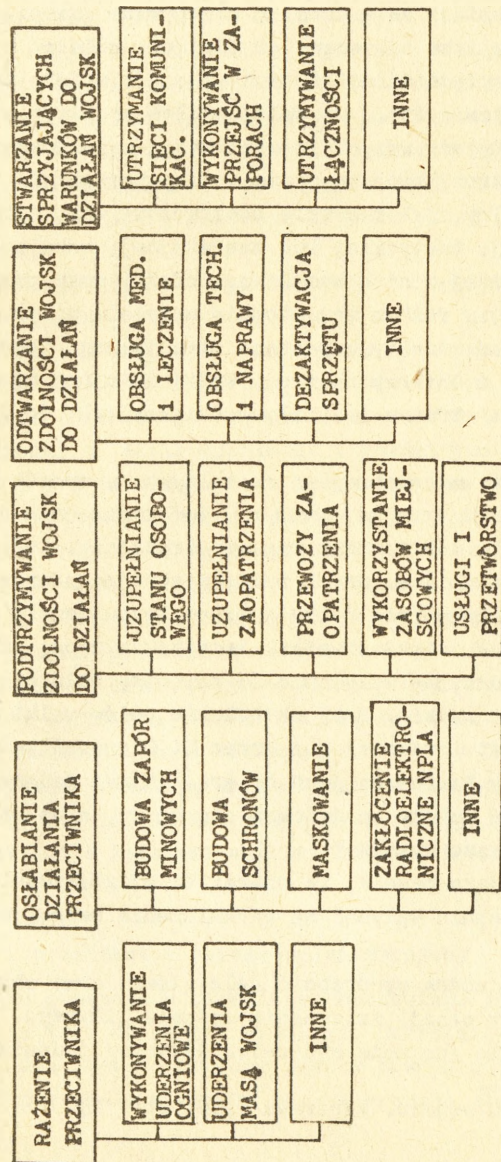 RAŻENIE
PRZECIWNIKA
WYKONYWANIE
UDERZENIA
OGNIOWE
UDERZENIA
MASĄ WOJSK
INNE
OSŁABIANIE
DZIAŁANIA
PRZECIWNIKA
BUDOWA ZAPÓR
MINOWYCH
BUDOWA
SCHRONÓW
MASKOWANIE
ZAKŁÓCENIE
RADIOELEKTRO-
NICZNE NPLA
INNE
PODTRZYMYWANIE
ZDOLNOŚCI WOJSK
DO DZIAŁAŃ
UZUPEŁNIANIE
STANU OSOBO-
WEGO
UZUPEŁNIANIE
ZAOPATRZENIA
PRZEWOZY ZA-
OPATRZENIA
WYKORZYSTANIE
ZASOBÓW MIEJ-
SCOWYCH
USŁUGI I
PRZETWÓRSTWO
ODTWARZANIE
ZDOLNOŚCI WOJSK
DO DZIAŁAŃ
OBSŁUGA MED.
i LECZENIE
OBSŁUGA TECH.
i NAPRAWY
DEZAKTYWACJA
SPRZĘTU
INNE
STWARZANIE
SPRZYJAJĄCYCH
WARUNKÓW DO
DZIAŁAŃ WOJSK
UTRZYMANIE
SIECI KOMUNI-
KAC.
WYKONYWANIE
PRZEJŚĆ W ZA-
PORACH
UTRZYMYWANIE
ŁĄCZNOŚCI
INNE